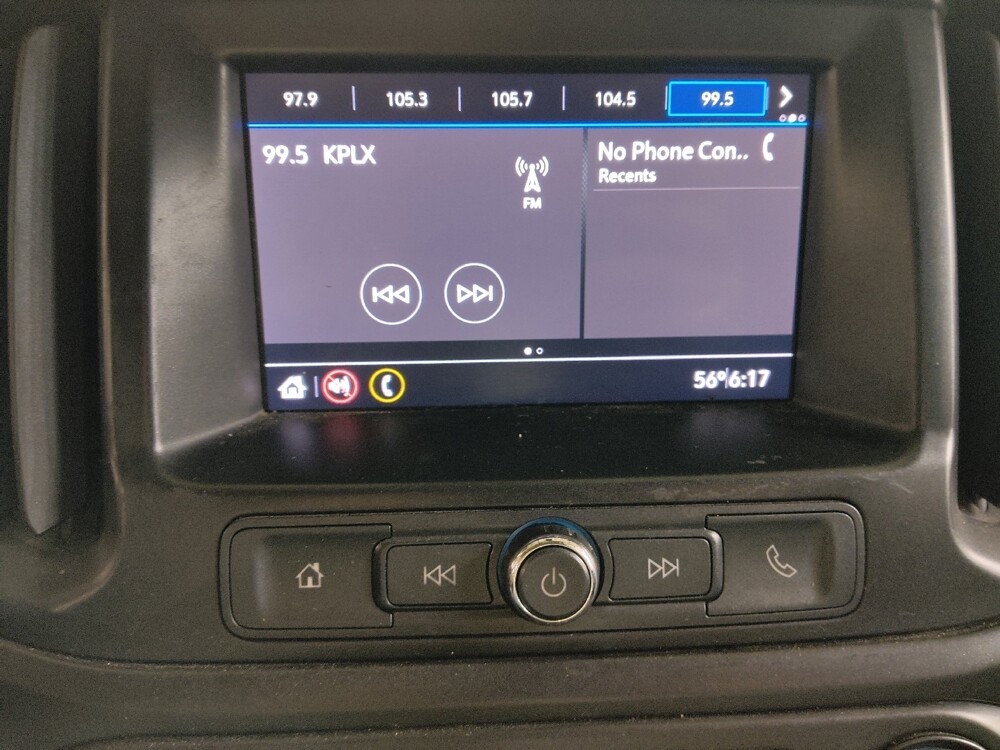 97.9 105.3 105.7 104.5 99.5
99.5 KPLX
FM
No Phone Con..
Recents
56° 6:17